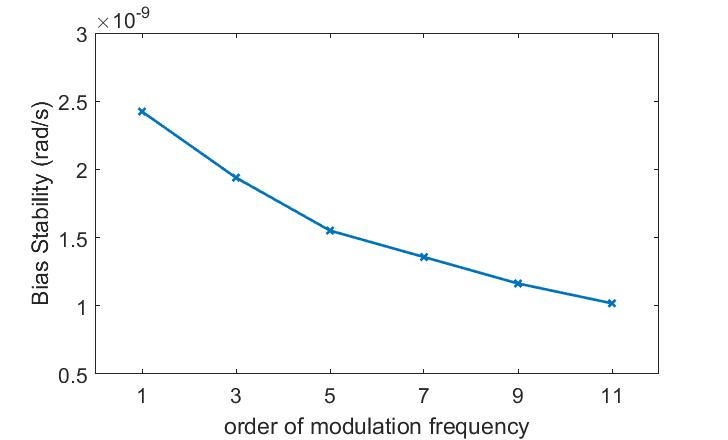 ×10-9
3
2.5
2
1.5
1
0.5
Bias Stability (rad/s)
1 3 5 7 9 11
order of modulation frequency